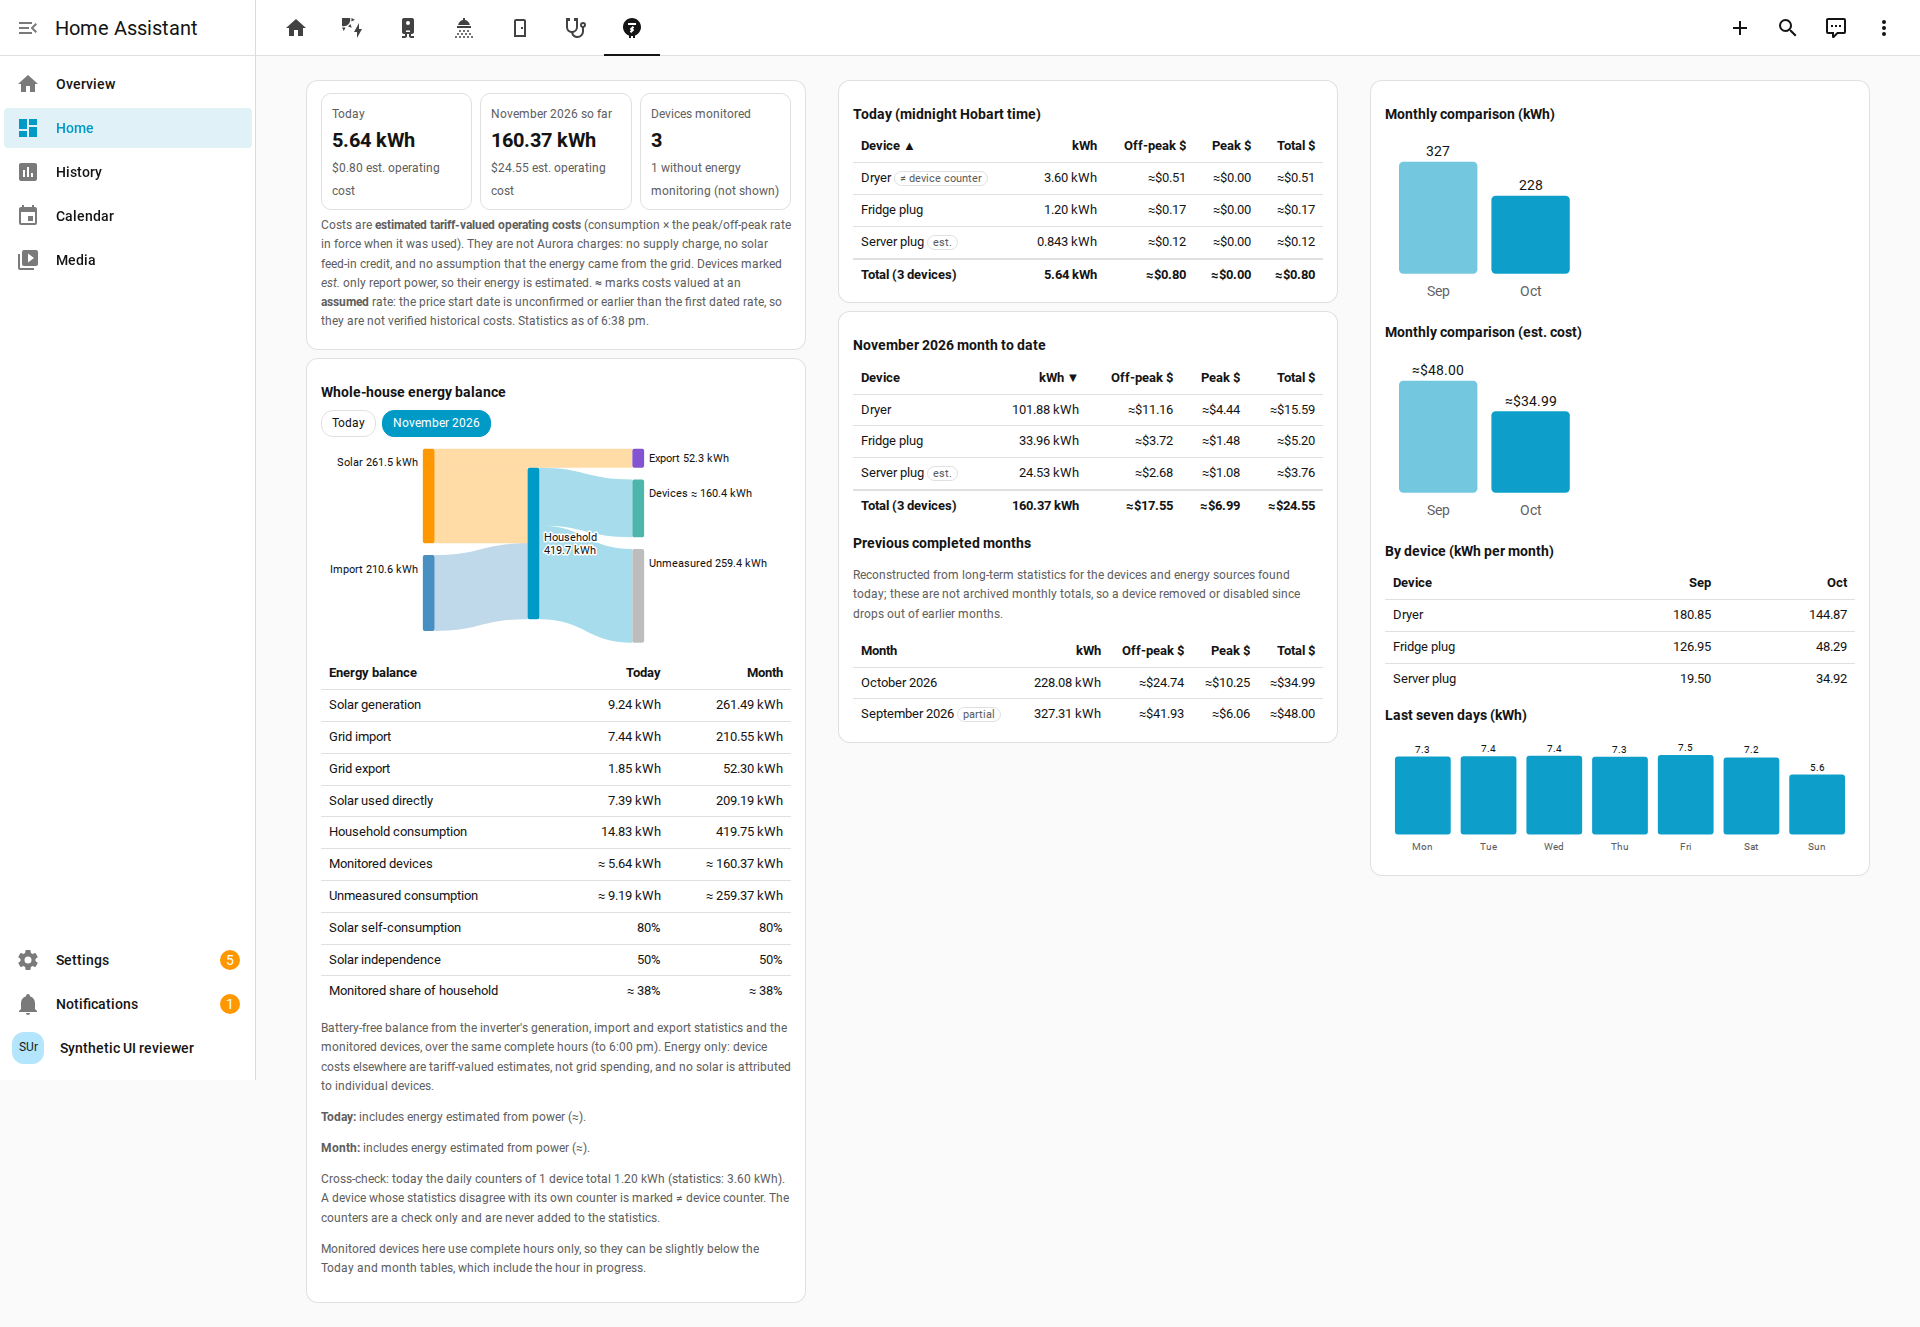 Home Assistant
Overview
Home
History
Calendar
Media
Settings 5
Notifications 1
SUr Synthetic UI reviewer
Today
5.64 kWh
$0.80 est. operating
cost
November 2026 so far
160.37 kWh
$24.55 est. operating
cost
Devices monitored
3
1 without energy
monitoring (not shown)
Costs are estimated tariff-valued operating costs (consumption × the peak/off-peak rate
in force when it was used). They are not Aurora charges: no supply charge, no solar
feed-in credit, and no assumption that the energy came from the grid. Devices marked
est. only report power, so their energy is estimated. ≈ marks costs valued at an
assumed rate: the price start date is unconfirmed or earlier than the first dated rate, so
they are not verified historical costs. Statistics as of 6:38 pm.
Whole-house energy balance
Today November 2026
Solar 261.5 kWh
Import 210.6 kWh
Household
419.7 kWh
Export 52.3 kWh
Devices ≈ 160.4 kWh
Unmeasured 259.4 kWh
Energy balance Today Month
Solar generation 9.24 kWh 261.49 kWh
Grid import 7.44 kWh 210.55 kWh
Grid export 1.85 kWh 52.30 kWh
Solar used directly 7.39 kWh 209.19 kWh
Household consumption 14.83 kWh 419.75 kWh
Monitored devices ≈ 5.64 kWh ≈ 160.37 kWh
Unmeasured consumption ≈ 9.19 kWh ≈ 259.37 kWh
Solar self-consumption 80% 80%
Solar independence 50% 50%
Monitored share of household ≈ 38% ≈ 38%
Battery-free balance from the inverter's generation, import and export statistics and the
monitored devices, over the same complete hours (to 6:00 pm). Energy only: device
costs elsewhere are tariff-valued estimates, not grid spending, and no solar is attributed
to individual devices.
Today: includes energy estimated from power (≈).
Month: includes energy estimated from power (≈).
Cross-check: today the daily counters of 1 device total 1.20 kWh (statistics: 3.60 kWh).
A device whose statistics disagree with its own counter is marked ≠ device counter. The
counters are a check only and are never added to the statistics.
Monitored devices here use complete hours only, so they can be slightly below the
Today and month tables, which include the hour in progress.
Today (midnight Hobart time)
Device ▲ kWh Off-peak $ Peak $ Total $
Dryer ≠ device counter 3.60 kWh ≈$0.51 ≈$0.00 ≈$0.51
Fridge plug 1.20 kWh ≈$0.17 ≈$0.00 ≈$0.17
Server plug est. 0.843 kWh ≈$0.12 ≈$0.00 ≈$0.12
Total (3 devices) 5.64 kWh ≈$0.80 ≈$0.00 ≈$0.80
November 2026 month to date
Device kWh ▼ Off-peak $ Peak $ Total $
Dryer 101.88 kWh ≈$11.16 ≈$4.44 ≈$15.59
Fridge plug 33.96 kWh ≈$3.72 ≈$1.48 ≈$5.20
Server plug est. 24.53 kWh ≈$2.68 ≈$1.08 ≈$3.76
Total (3 devices) 160.37 kWh ≈$17.55 ≈$6.99 ≈$24.55
Previous completed months
Reconstructed from long-term statistics for the devices and energy sources found
today; these are not archived monthly totals, so a device removed or disabled since
drops out of earlier months.
Month kWh Off-peak $ Peak $ Total $
October 2026 228.08 kWh ≈$24.74 ≈$10.25 ≈$34.99
September 2026 partial 327.31 kWh ≈$41.93 ≈$6.06 ≈$48.00
Monthly comparison (kWh)
327 228
Sep Oct
Monthly comparison (est. cost)
≈$48.00 ≈$34.99
Sep Oct
By device (kWh per month)
Device Sep Oct
Dryer 180.85 144.87
Fridge plug 126.95 48.29
Server plug 19.50 34.92
Last seven days (kWh)
7.3 7.4 7.4 7.3 7.5 7.2 5.6
Mon Tue Wed Thu Fri Sat Sun